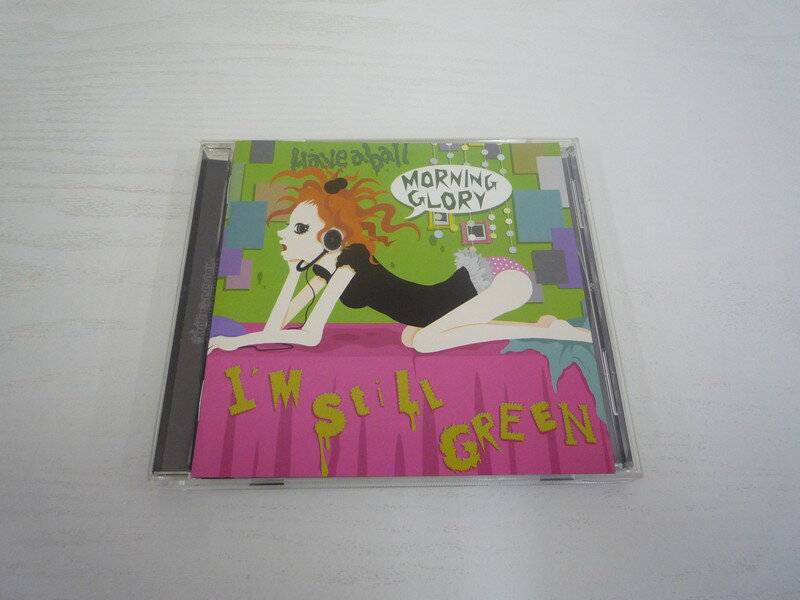 Have a ball
MORNING
GLORY
I'M Still
GREEN